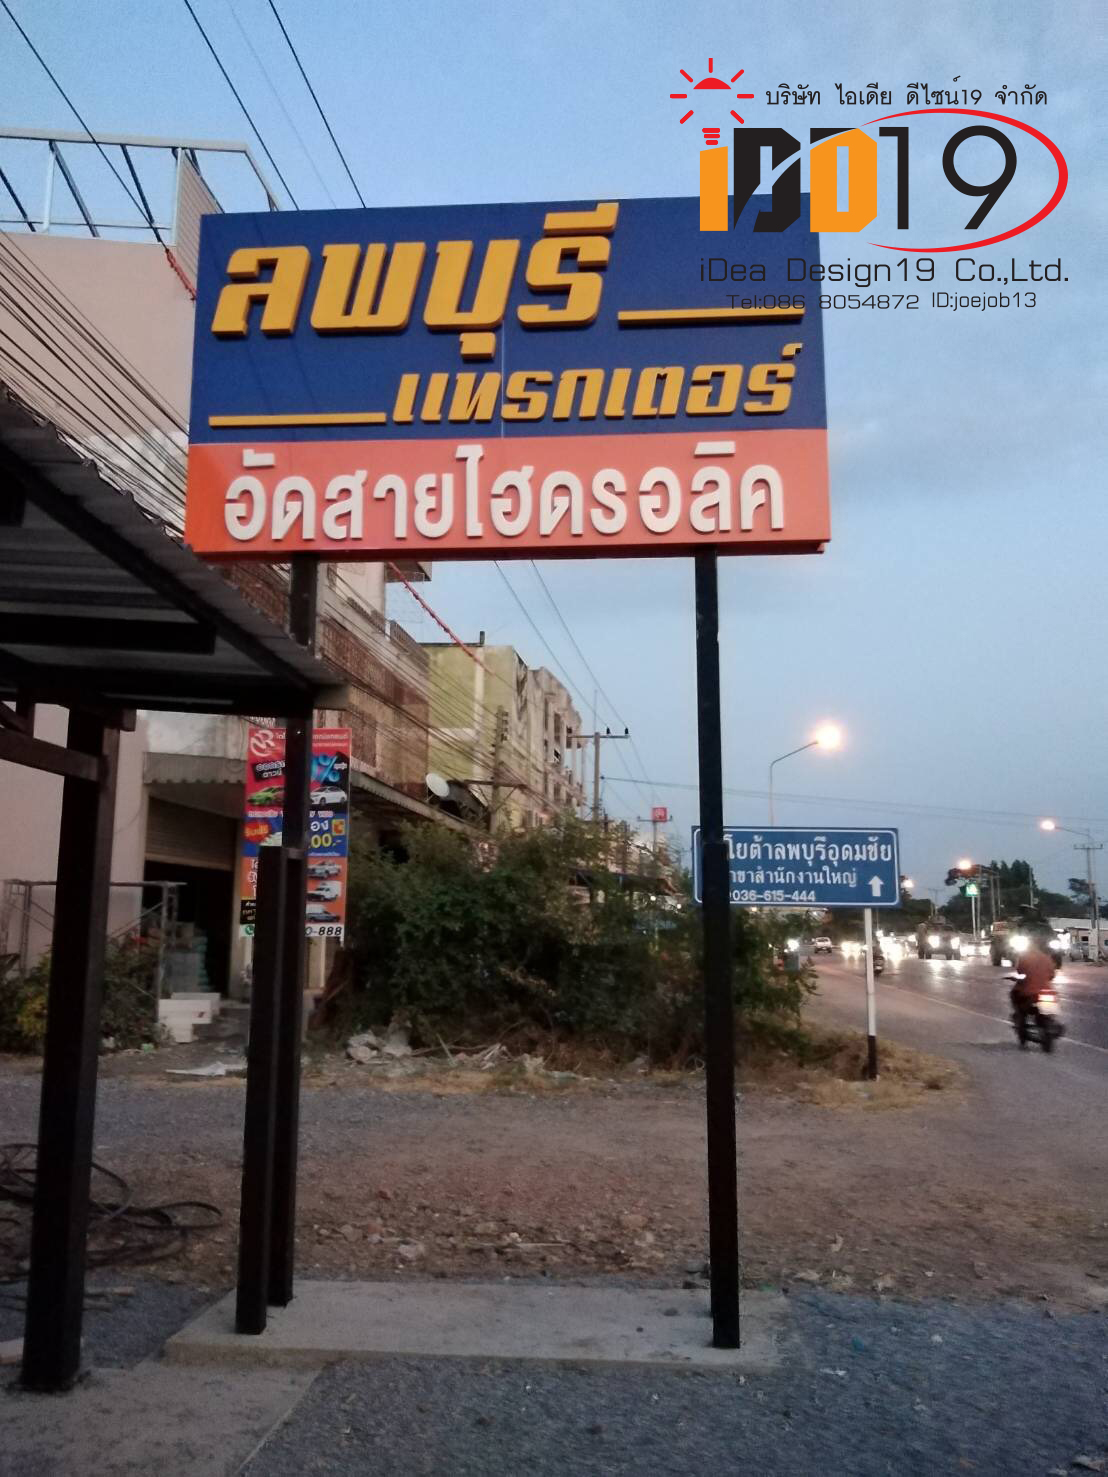 บริษัท ไอเดีย ดีไซน์19 จำกัด
iDD19
iDea Design19 Co.,Ltd.
Tel:086 8054872 ID:joejob13
ลพบุรี
แทรกเตอร์
อัดสายไฮดรอลิค
โยต้าลพบุรีอุดมชัย
ขาสำนักงานใหญ่
036-615-444